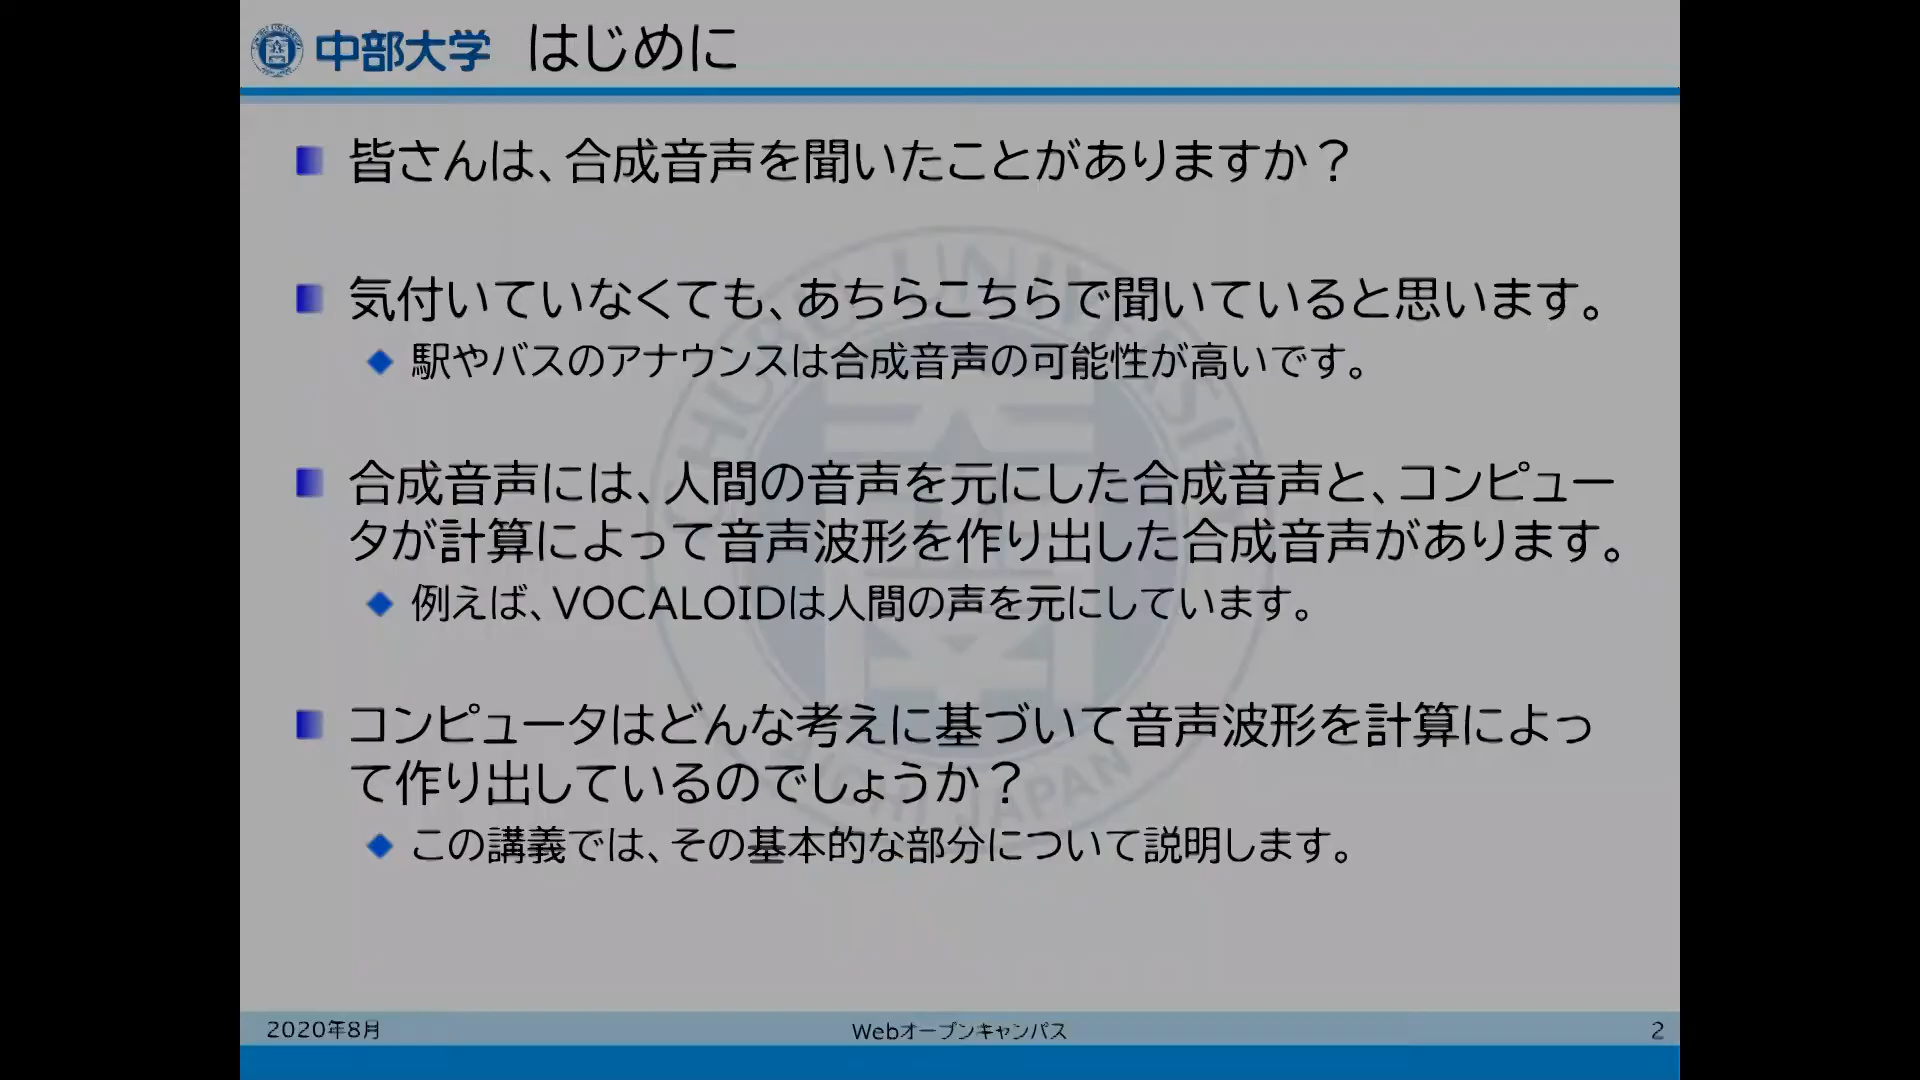 中部大学 はじめに
皆さんは、合成音声を聞いたことがありますか？
気付いていなくても、あちらこちらで聞いていると思います。
駅やバスのアナウンスは合成音声の可能性が高いです。
合成音声には、人間の音声を元にした合成音声と、コンピュー
タが計算によって音声波形を作り出した合成音声があります。
例えば、VOCALOIDは人間の声を元にしています。
コンピュータはどんな考えに基づいて音声波形を計算によっ
て作り出しているのでしょうか？
この講義では、その基本的な部分について説明します。
CHUBU UNIVERSITY
AICHI JAPAN
2020年8月 Webオープンキャンパス 2